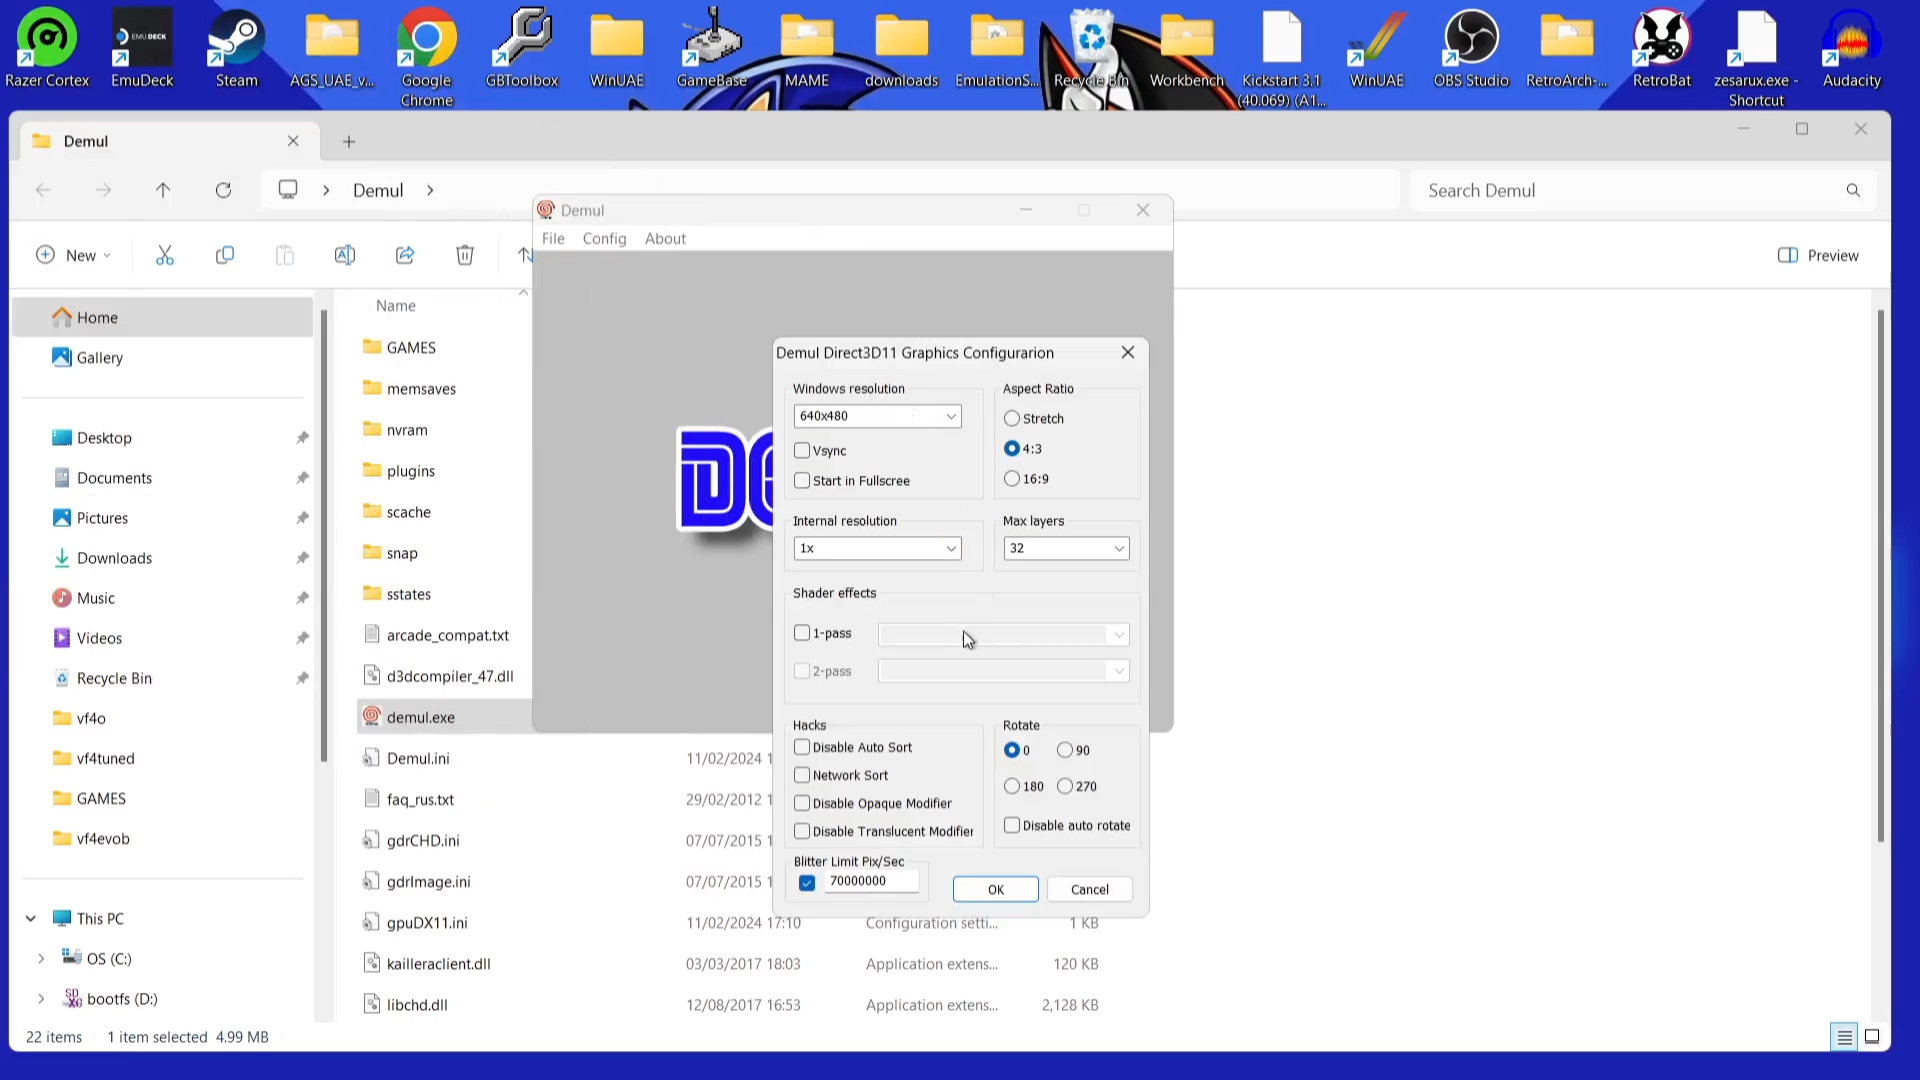 Razer Cortex
EMUDECK
EmuDeck
Steam
AGS_UAE_v...
Google
Chrome
GBToolbox
WinUAE
GameBase
MAME
downloads
EmulationS...
Recycle Bin
Workbench
Kickstart 3.1
(40.069) (A1...
WinUAE
OBS Studio
RetroArch-...
RetroBat
zesarux.exe -
Shortcut
Audacity
Demul
Demul
Search Demul
New
Preview
Demul
File Config About
Home
Gallery
Desktop
Documents
Pictures
Downloads
Music
Videos
Recycle Bin
vf4o
vf4tuned
GAMES
vf4evob
This PC
OS (C:)
bootfs (D:)
Name
GAMES
memsaves
nvram
plugins
scache
snap
sstates
arcade_compat.txt
d3dcompiler_47.dll
demul.exe
Demul.ini 11/02/2024 1
faq_rus.txt 29/02/2012 1
gdrCHD.ini 07/07/2015 1
gdrImage.ini 07/07/2015 1
gpuDX11.ini 11/02/2024 17:10 Configuration setti... 1 KB
kailleraclient.dll 03/03/2017 18:03 Application extens... 120 KB
libchd.dll 12/08/2017 16:53 Application extens... 2,128 KB
Demul Direct3D11 Graphics Configurarion
Windows resolution
640x480
Vsync
Start in Fullscree
Aspect Ratio
Stretch
4:3
16:9
Internal resolution
1x
Max layers
32
Shader effects
1-pass
2-pass
Hacks
Disable Auto Sort
Network Sort
Disable Opaque Modifier
Disable Translucent Modifier
Rotate
0 90
180 270
Disable auto rotate
Blitter Limit Pix/Sec
70000000
OK
Cancel
22 items 1 item selected 4.99 MB